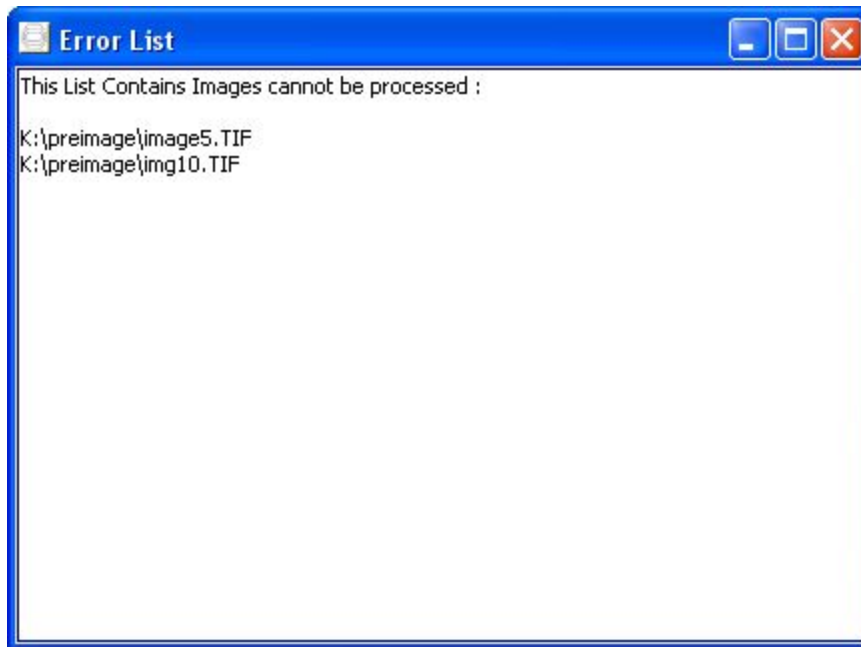 Error List
This List Contains Images cannot be processed :
K:\preimage\image5.TIF
K:\preimage\img10.TIF